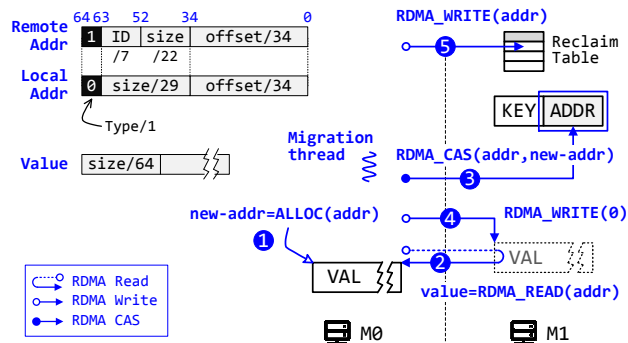 64 63 52 34 0
Remote Addr
1 ID size offset/34
/7 /22
Local Addr
0 size/29 offset/34
Type/1
Value
size/64
RDMA_WRITE(addr)
5
Reclaim
Table
KEY ADDR
Migration
thread
RDMA_CAS(addr,new-addr)
3
new-addr=ALLOC(addr)
1
4
RDMA_WRITE(0)
VAL
2
VAL
value=RDMA_READ(addr)
RDMA Read
RDMA Write
RDMA CAS
M0
M1